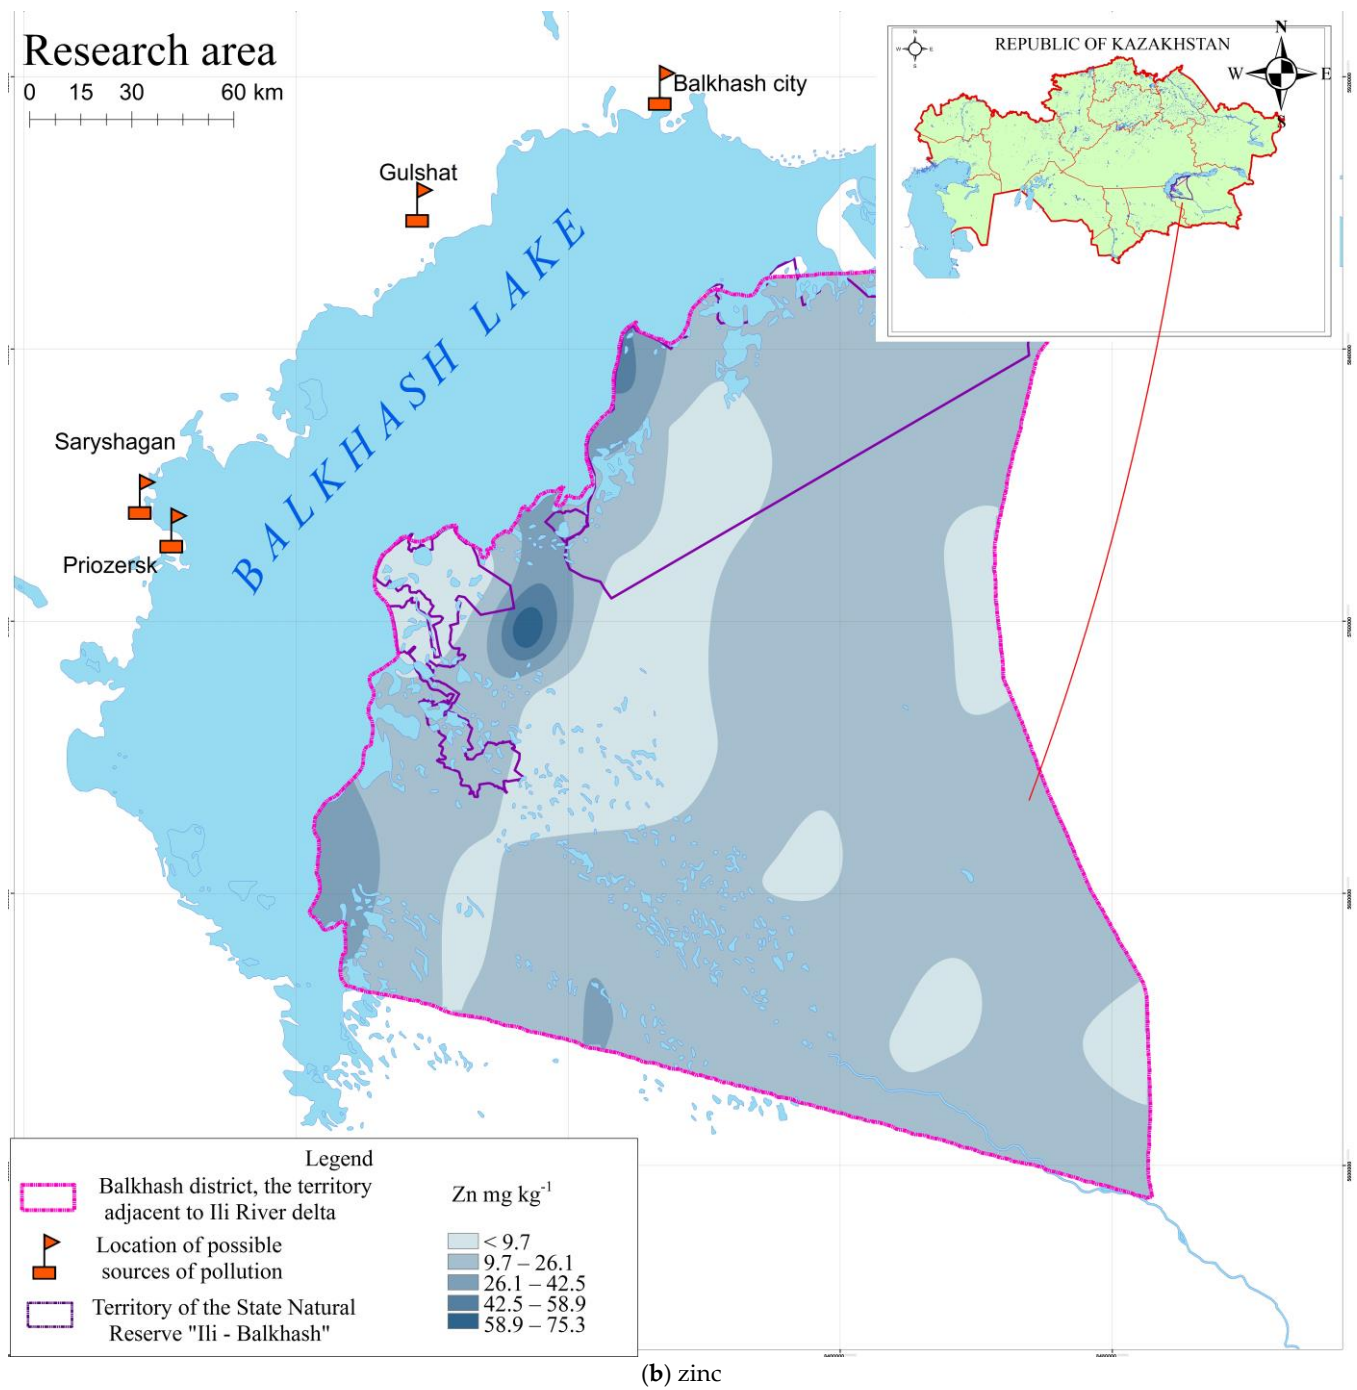 Research area
0 15 30 60 km
Balkhash city
Gulshat
Saryshagan
Priozersk
BALKHASH LAKE
REPUBLIC OF KAZAKHSTAN
N
W E
S
N
W E
S
Legend
Balkhash district, the territory
adjacent to Ili River delta
Location of possible
sources of pollution
Territory of the State Natural
Reserve "Ili - Balkhash"
Zn mg kg-1
< 9.7
9.7 – 26.1
26.1 – 42.5
42.5 – 58.9
58.9 – 75.3
(b) zinc